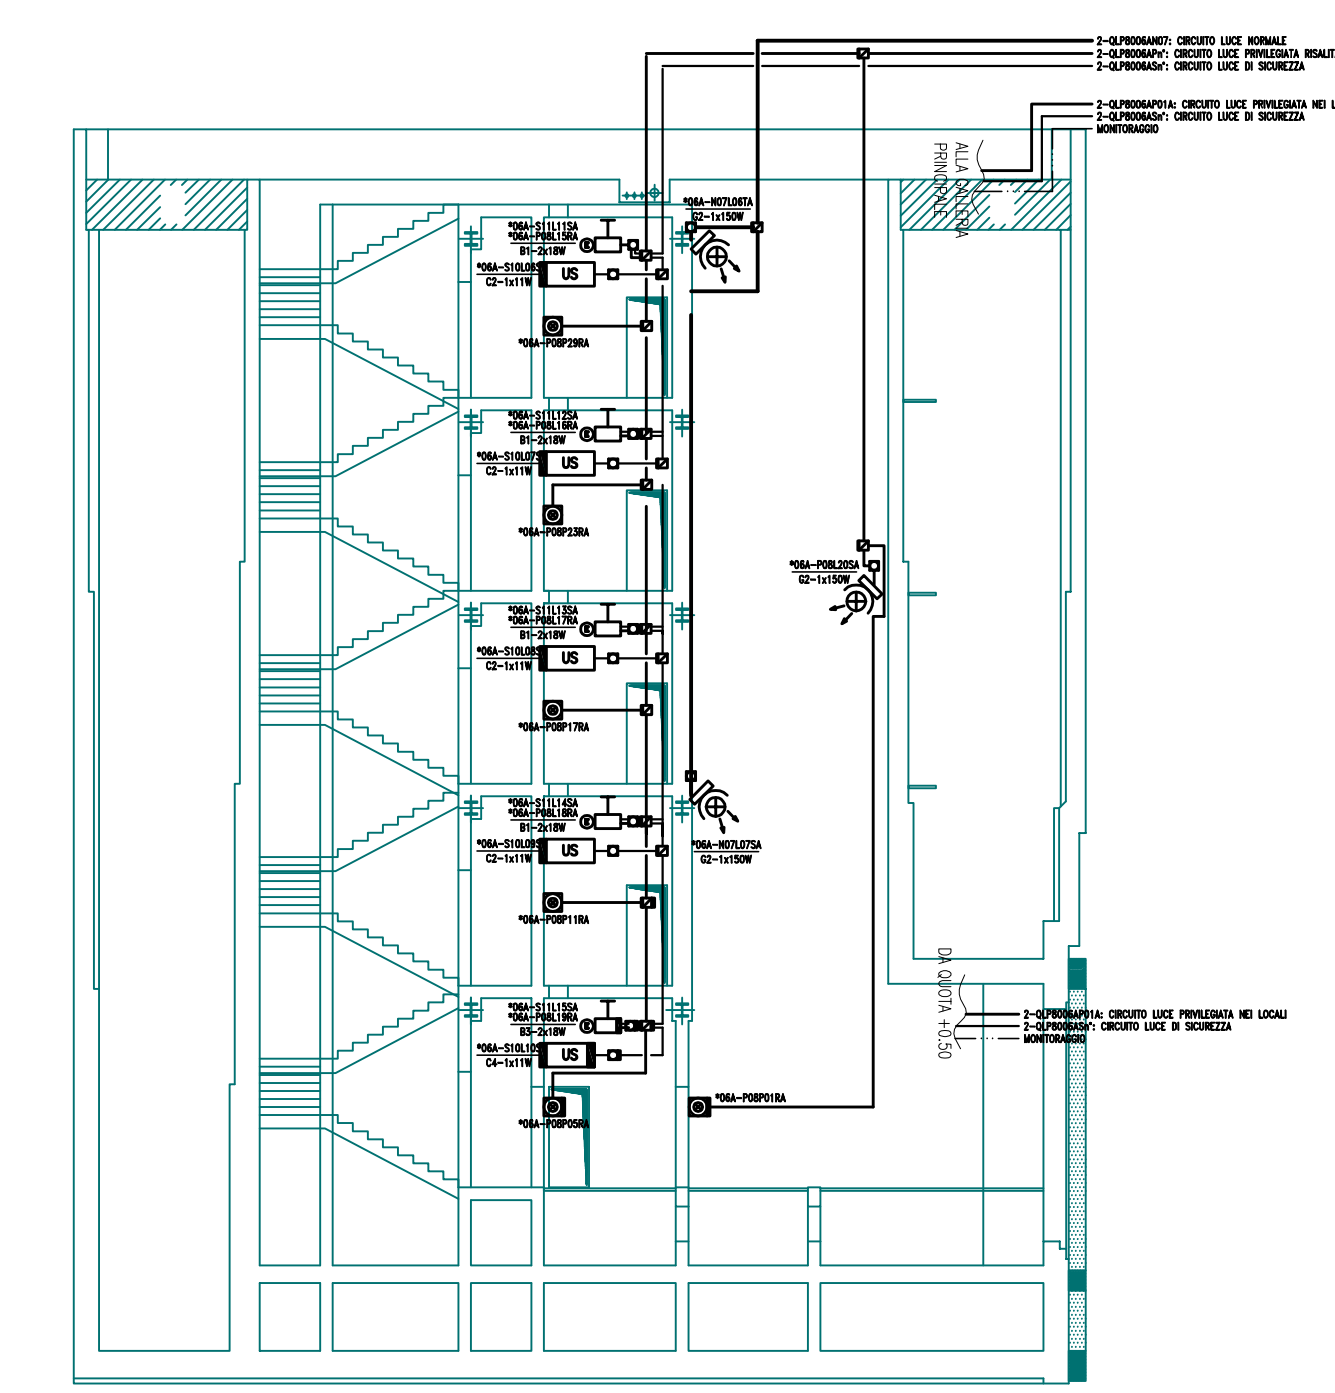 2-QLP8006AN07: CIRCUITO LUCE NORMALE
2-QLP8006APn°: CIRCUITO LUCE PRIVILEGIATA RISALIT
2-QLP8006ASn°: CIRCUITO LUCE DI SICUREZZA
2-QLP8006AP01A: CIRCUITO LUCE PRIVILEGIATA NEI L
2-QLP8006ASn°: CIRCUITO LUCE DI SICUREZZA
MONITORAGGIO
ALLA GALLERIA
PRINCIPALE
*06A-N07L06TA
G2-1x150W
*06A-S11L11SA
*06A-P08L15RA
B1-2x18W
*06A-S10L06S
C2-1x11W
US
*06A-P08P29RA
*06A-S11L12SA
*06A-P08L16RA
B1-2x18W
*06A-S10L07S
C2-1x11W
US
*06A-P08P23RA
*06A-P08L20SA
G2-1x150W
*06A-S11L13SA
*06A-P08L17RA
B1-2x18W
*06A-S10L08S
C2-1x11W
US
*06A-P08P17RA
*06A-S11L14SA
*06A-P08L18RA
B1-2x18W
*06A-S10L09S
C2-1x11W
US
*06A-N07L07SA
G2-1x150W
*06A-P08P11RA
DA QUOTA +0.50
*06A-S11L15SA
*06A-P08L19RA
B3-2x18W
*06A-S10L10S
C4-1x11W
US
2-QLP8006AP01A: CIRCUITO LUCE PRIVILEGIATA NEI LOCALI
2-QLP8006ASn°: CIRCUITO LUCE DI SICUREZZA
MONITORAGGIO
*06A-P08P01RA
*06A-P08P05RA